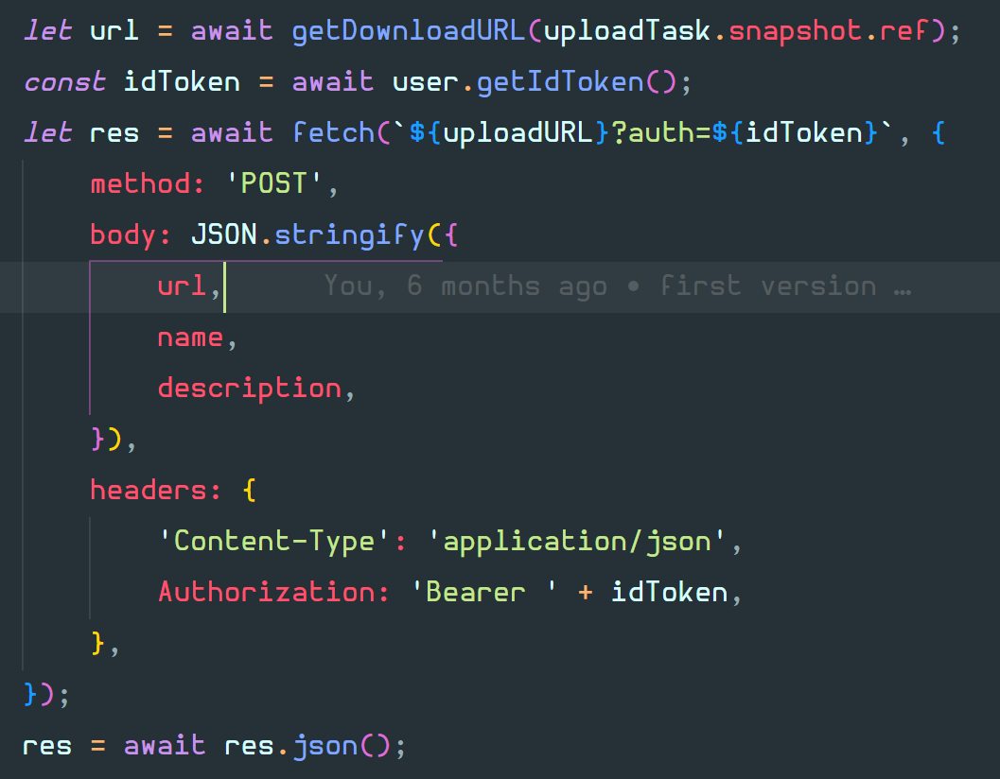 let url = await getDownloadURL(uploadTask.snapshot.ref);
const idToken = await user.getIdToken();
let res = await fetch(`${uploadURL}?auth=${idToken}`, {
    method: 'POST',
    body: JSON.stringify({
        url,          You, 6 months ago • first version …
        name,
        description,
    }),
    headers: {
        'Content-Type': 'application/json',
        Authorization: 'Bearer ' + idToken,
    },
});
res = await res.json();